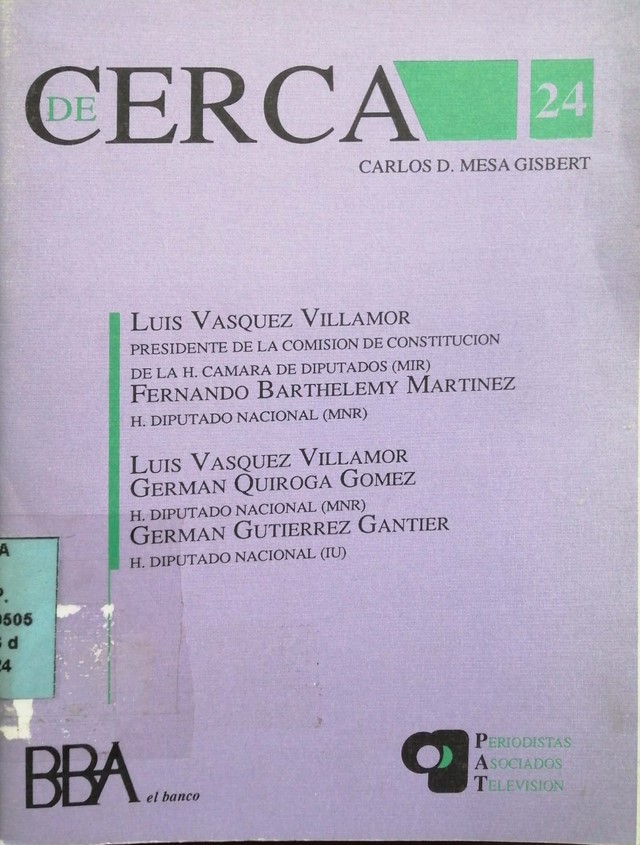 DE CERCA 24
CARLOS D. MESA GISBERT
LUIS VASQUEZ VILLAMOR
PRESIDENTE DE LA COMISION DE CONSTITUCION
DE LA H. CAMARA DE DIPUTADOS (MIR)
FERNANDO BARTHELEMY MARTINEZ
H. DIPUTADO NACIONAL (MNR)
LUIS VASQUEZ VILLAMOR
GERMAN QUIROGA GOMEZ
H. DIPUTADO NACIONAL (MNR)
GERMAN GUTIERREZ GANTIER
H. DIPUTADO NACIONAL (IU)
A
P.
0505
d
24
BBA el banco
PERIODISTAS
ASOCIADOS
TELEVISION